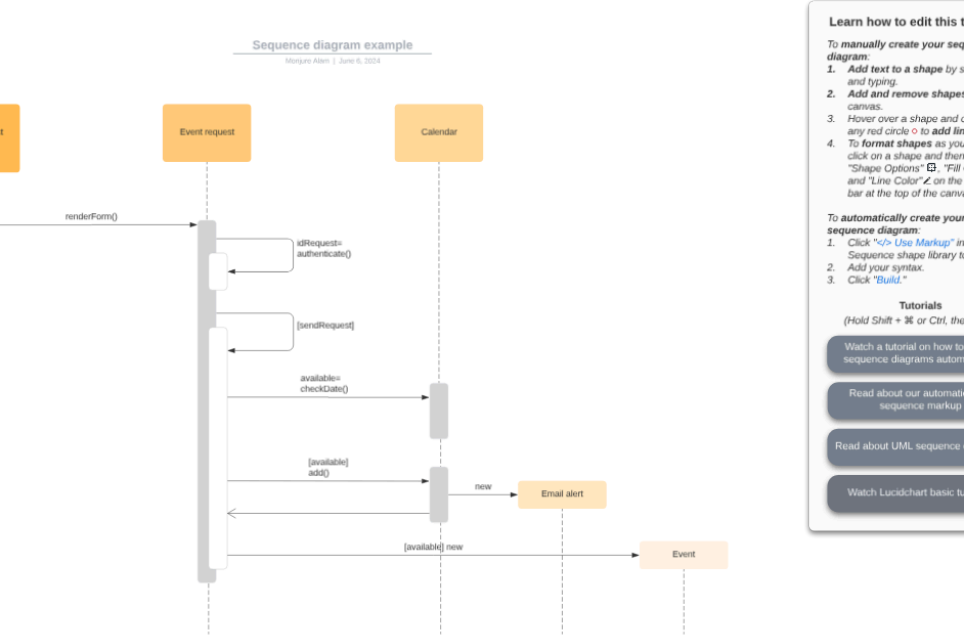 Sequence diagram example
Monjure Alam | June 6, 2024
t
Event request
Calendar
renderForm()
idRequest=
authenticate()
[sendRequest]
available=
checkDate()
[available]
add()
new
Email alert
[available] new
Event
Learn how to edit this t
To manually create your seq
diagram:
1. Add text to a shape by s
and typing.
2. Add and remove shapes
canvas.
3. Hover over a shape and c
any red circle to add lin
4. To format shapes as you
click on a shape and then
"Shape Options" , "Fill
and "Line Color" on the
bar at the top of the canva
To automatically create your
sequence diagram:
1. Click "</> Use Markup" in
Sequence shape library to
2. Add your syntax.
3. Click "Build."
Tutorials
(Hold Shift + ⌘ or Ctrl, the
Watch a tutorial on how to
sequence diagrams autom
Read about our automatic
sequence markup
Read about UML sequence
Watch Lucidchart basic tu